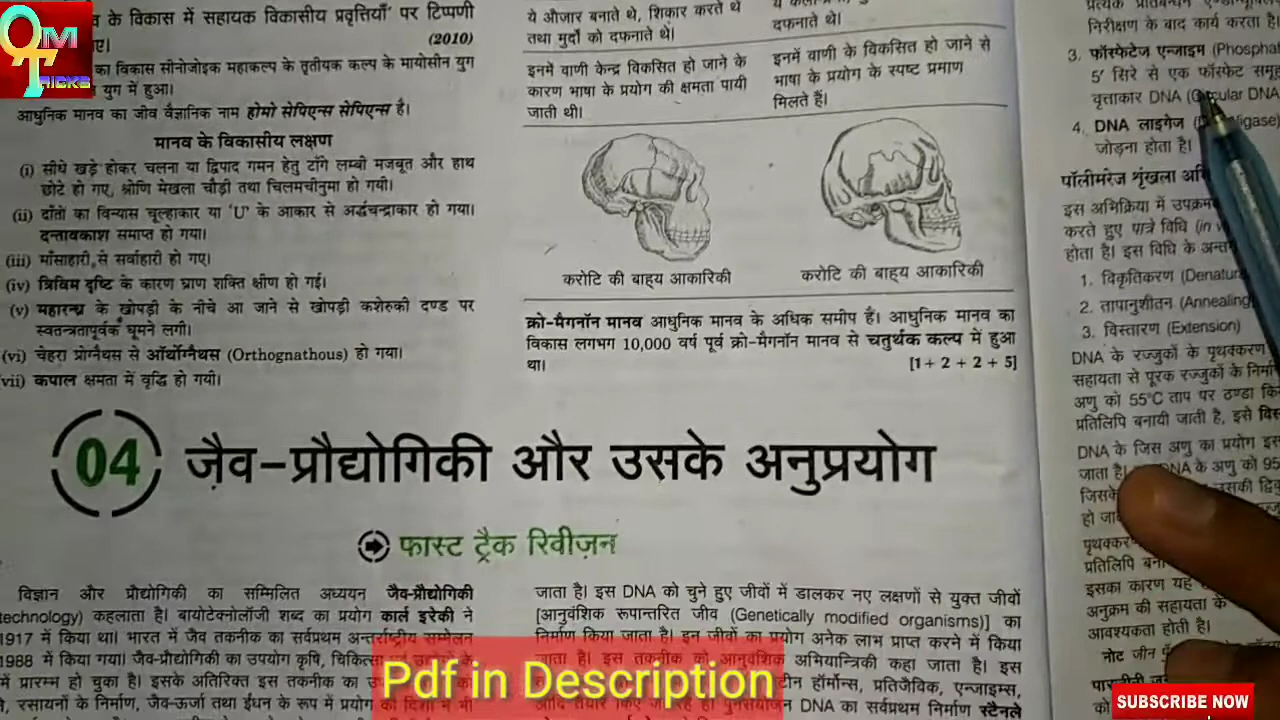 OM
TRICKS
के विकास में सहायक विकासीय प्रवृत्तियाँ' पर टिप्पणी
(2010)
का विकास सीनोजोइक महाकल्प के तृतीयक कल्प के मायोसीन युग
युग में हुआ।
आधुनिक मानव का जीव वैज्ञानिक नाम होमो सेपिएन्स सेपिएन्स है।
मानव के विकासीय लक्षण
(i) सीधे खड़े होकर चलना या द्विपाद गमन हेतु टाँगे लम्बी मजबूत और हाथ
छोटे हो गए, श्रोणि मेखला चौड़ी तथा चिलमचीनुमा हो गयी।
(ii) दाँतों का विन्यास चूल्हाकार या 'U' के आकार से अर्द्धचन्द्राकार हो गया।
दन्तावकाश समाप्त हो गया।
(iii) माँसाहारी से सर्वाहारी हो गए।
(iv) त्रिविम दृष्टि के कारण घ्राण शक्ति क्षीण हो गई।
(v) महारन्ध्र के खोपड़ी के नीचे आ जाने से खोपड़ी कशेरुकी दण्ड पर
स्वतन्त्रतापूर्वक घूमने लगी।
(vi) चेहरा प्रोग्नैथस से ऑर्थोग्नैथस (Orthognathous) हो गया।
(vii) कपाल क्षमता में वृद्धि हो गयी।
ये औजार बनाते थे, शिकार करते थे
तथा मुर्दों को दफनाते थे।
दफनाते थे।
इनमें वाणी केन्द्र विकसित हो जाने के
कारण भाषा के प्रयोग की क्षमता पायी
जाती थी।
इनमें वाणी के विकसित हो जाने से
भाषा के प्रयोग के स्पष्ट प्रमाण
मिलते हैं।
करोटि की बाह्य आकारिकी
करोटि की बाह्य आकारिकी
क्रो-मैगनॉन मानव आधुनिक मानव के अधिक समीप है। आधुनिक मानव का
विकास लगभग 10,000 वर्ष पूर्व क्रो-मैगनॉन मानव से चतुर्थक कल्प में हुआ
था। [1 + 2 + 2 + 5]
04 जैव-प्रौद्योगिकी और उसके अनुप्रयोग
फास्ट ट्रैक रिवीज़न
विज्ञान और प्रौद्योगिकी का सम्मिलित अध्ययन जैव-प्रौद्योगिकी
technology) कहलाता है। बायोटेक्नोलॉजी शब्द का प्रयोग कार्ल इरेकी ने
1917 में किया था। भारत में जैव तकनीक का सर्वप्रथम अन्तर्राष्ट्रीय सम्मेलन
1988 में किया गया। जैव-प्रौद्योगिकी का उपयोग कृषि,
में प्रारम्भ हो चुका है। इसके अतिरिक्त इस तकनीक का
रसायनों के निर्माण, जैव-ऊर्जा तथा ईंधन के रूप में प्रयोग
जाता है। इस DNA को चुने हुए जीवों में डालकर नए लक्षणों से युक्त जीवों
[आनुवंशिक रूपान्तरित जीव (Genetically modified organisms)] का
निर्माण किया जाता है। इन जीवों का प्रयोग अनेक लाभ प्राप्त करने में किया
जाता है। इस तकनीक को आनुवंशिक अभियान्त्रिकी कहा जाता है। इस
हॉर्मोन्स, प्रतिजैविक, एन्जाइम्स,
DNA का सर्वप्रथम निर्माण स्टैनले
निरीक्षण के बाद कार्य करता है।
3. फॉस्फेटेज एन्जाइम (Phosphat
5' सिरे से एक फॉस्फेट समूह
वृत्ताकार DNA
4. DNA लाइगेज
जोड़ना होता है।
पॉलीमरेज शृंखला
इस अभिक्रिया में
करते हुए पात्रे विधि (in
होता है। इस विधि के
1. विकृतिकरण (Denatura
2. तापानुशीतन (Annealing
3. विस्तारण (Extension)
DNA के रज्जुकों के पृथक्करण
सहायता से पूरक रज्जुकों के
अणु को 55°C ताप पर ठण्डा
प्रतिलिपि बनायी जाती है, इसे
DNA के जिस अणु का प्रयोग इस
जाता है। DNA के अणु को 95
प्रतिलिपि
इसका कारण यह
अनुक्रम की सहायता के
आवश्यकता होती है।
नोट जीन
Pdf in Description
SUBSCRIBE NOW